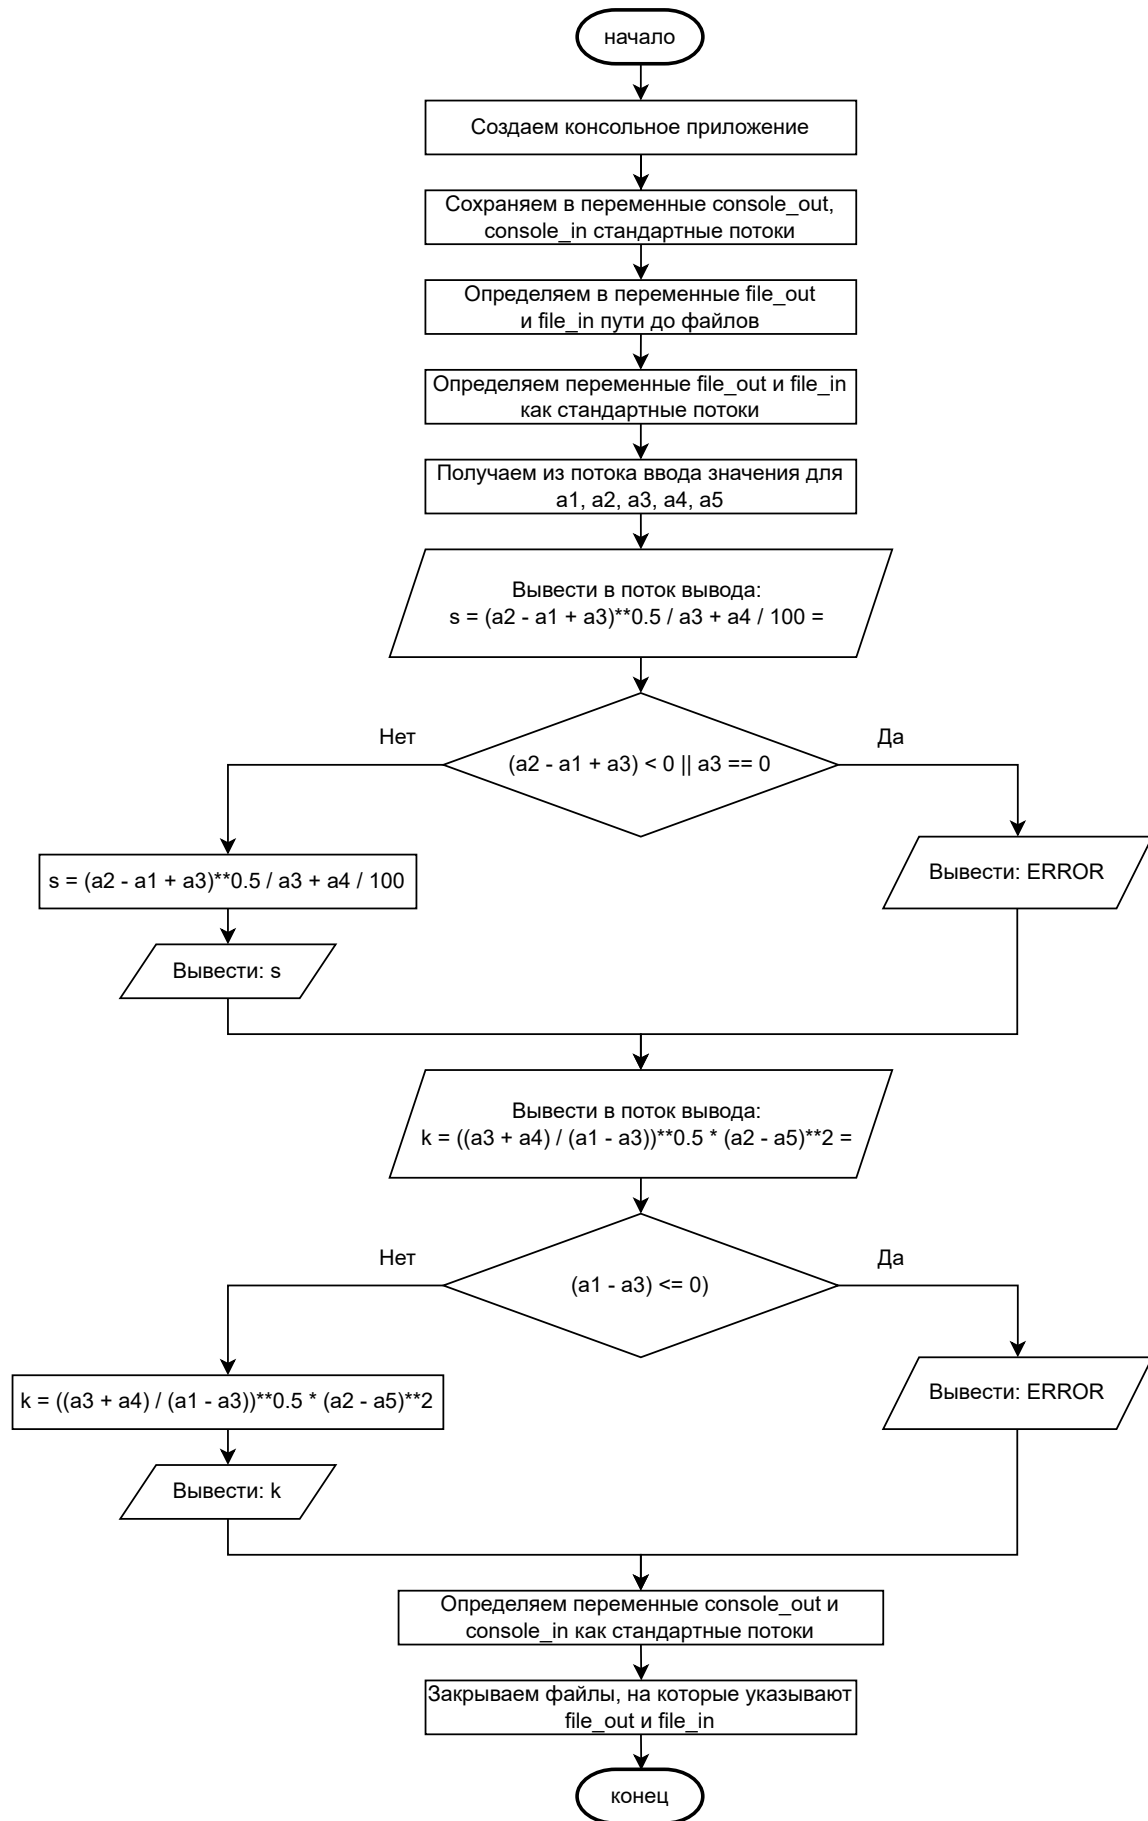 начало
Создаем консольное приложение
Сохраняем в переменные console_out,
console_in стандартные потоки
Определяем в переменные file_out
и file_in пути до файлов
Определяем переменные file_out и file_in
как стандартные потоки
Получаем из потока ввода значения для
a1, a2, a3, a4, a5
Вывести в поток вывода:
s = (a2 - a1 + a3)**0.5 / a3 + a4 / 100 =
Нет
Да
(a2 - a1 + a3) < 0 || a3 == 0
s = (a2 - a1 + a3)**0.5 / a3 + a4 / 100
Вывести: ERROR
Вывести: s
Вывести в поток вывода:
k = ((a3 + a4) / (a1 - a3))**0.5 * (a2 - a5)**2 =
Нет
Да
(a1 - a3) <= 0)
k = ((a3 + a4) / (a1 - a3))**0.5 * (a2 - a5)**2
Вывести: ERROR
Вывести: k
Определяем переменные console_out и
console_in как стандартные потоки
Закрываем файлы, на которые указывают
file_out и file_in
конец